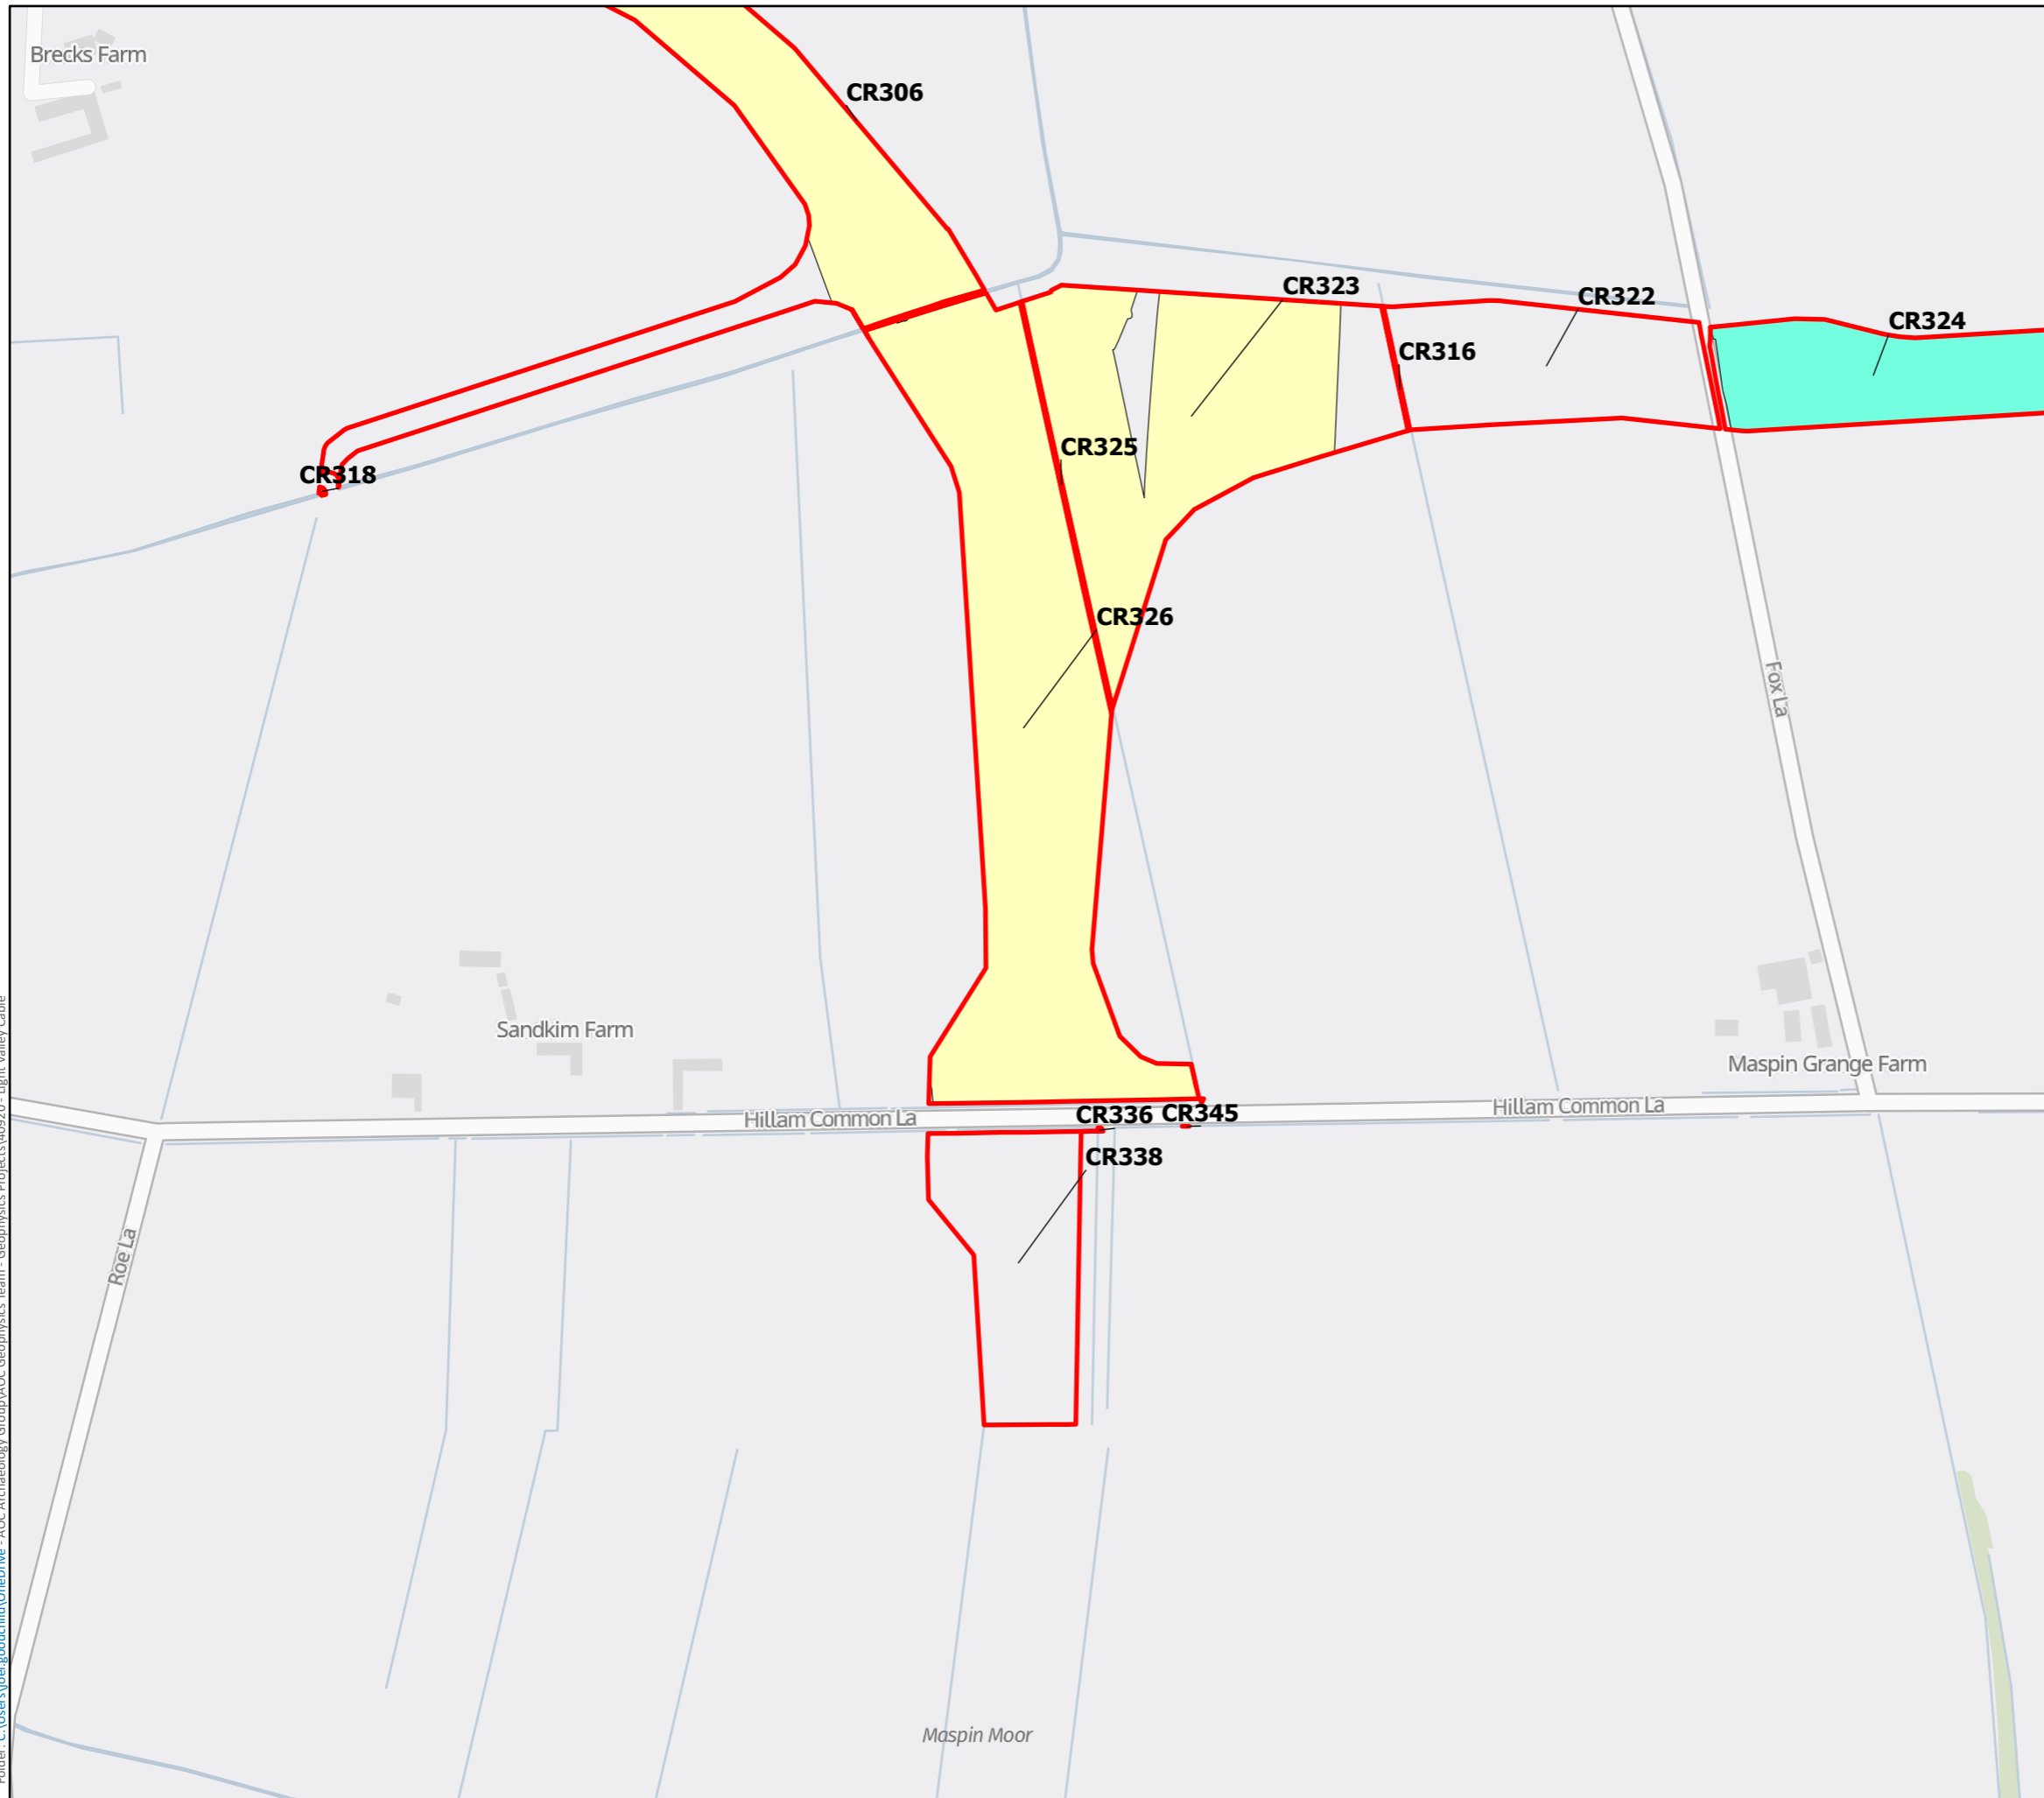 Brecks Farm
CR306
CR323
CR322
CR324
CR316
CR325
CR318
CR326
Fox La
Sandkim Farm
Maspin Grange Farm
Hillam Common La
Hillam Common La
CR336
CR345
CR338
Roe La
Maspin Moor